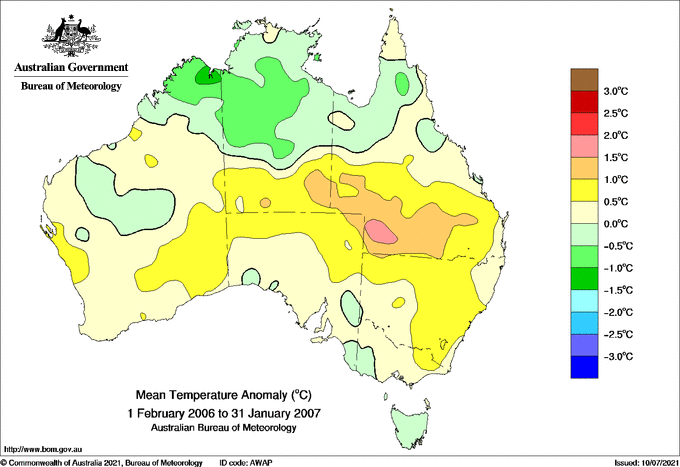 Australian Government
Bureau of Meteorology
3.0°C
2.5°C
2.0°C
1.5°C
1.0°C
0.5°C
0.0°C
-0.5°C
-1.0°C
-1.5°C
-2.0°C
-2.5°C
-3.0°C
Mean Temperature Anomaly (°C)
1 February 2006 to 31 January 2007
Australian Bureau of Meteorology
http://www.bom.gov.au
© Commonwealth of Australia 2021, Bureau of Meteorology ID code: AWAP Issued: 10/07/2021